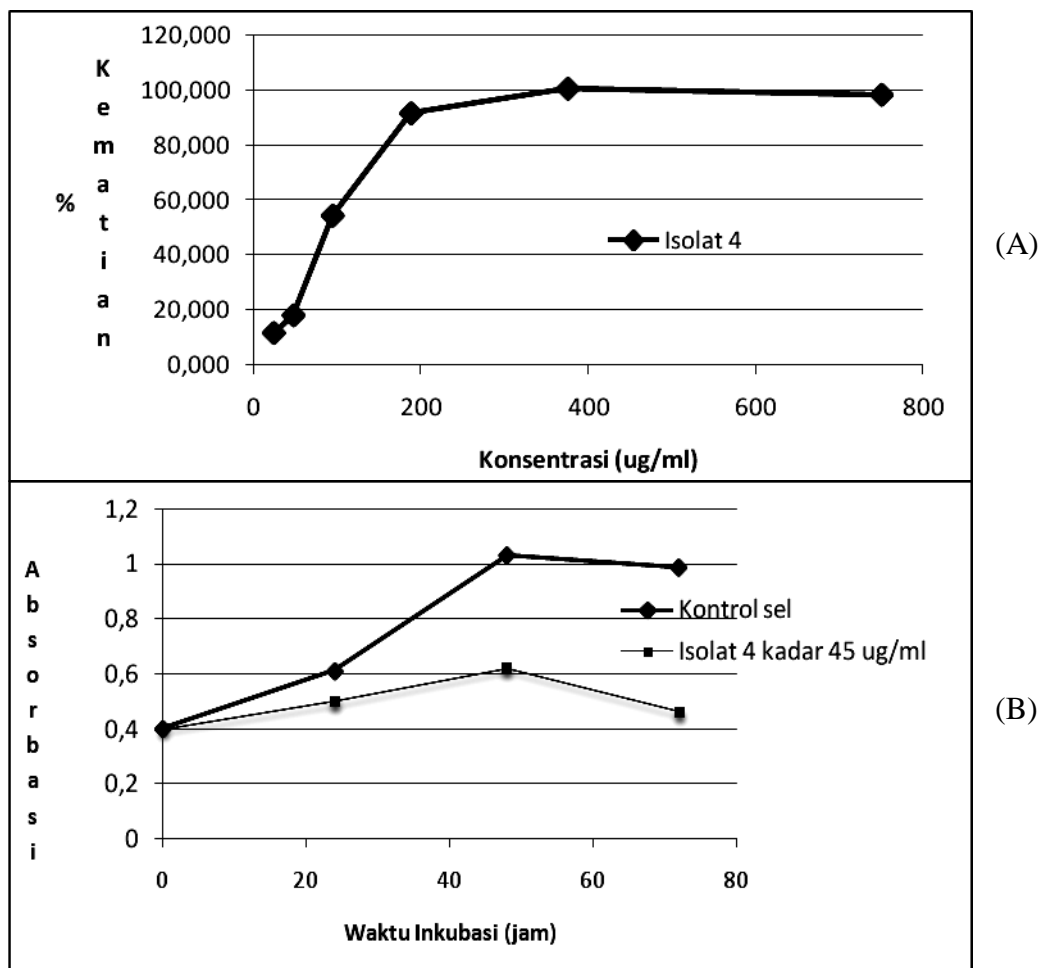 120,000
100,000
80,000
60,000
40,000
20,000
0,000
% Kematian
0 200 400 600 800
Konsentrasi (ug/ml)
Isolat 4
(A)
1,2
1
0,8
0,6
0,4
0,2
0
Absorbasi
0 20 40 60 80
Waktu Inkubasi (jam)
Kontrol sel
Isolat 4 kadar 45 ug/ml
(B)